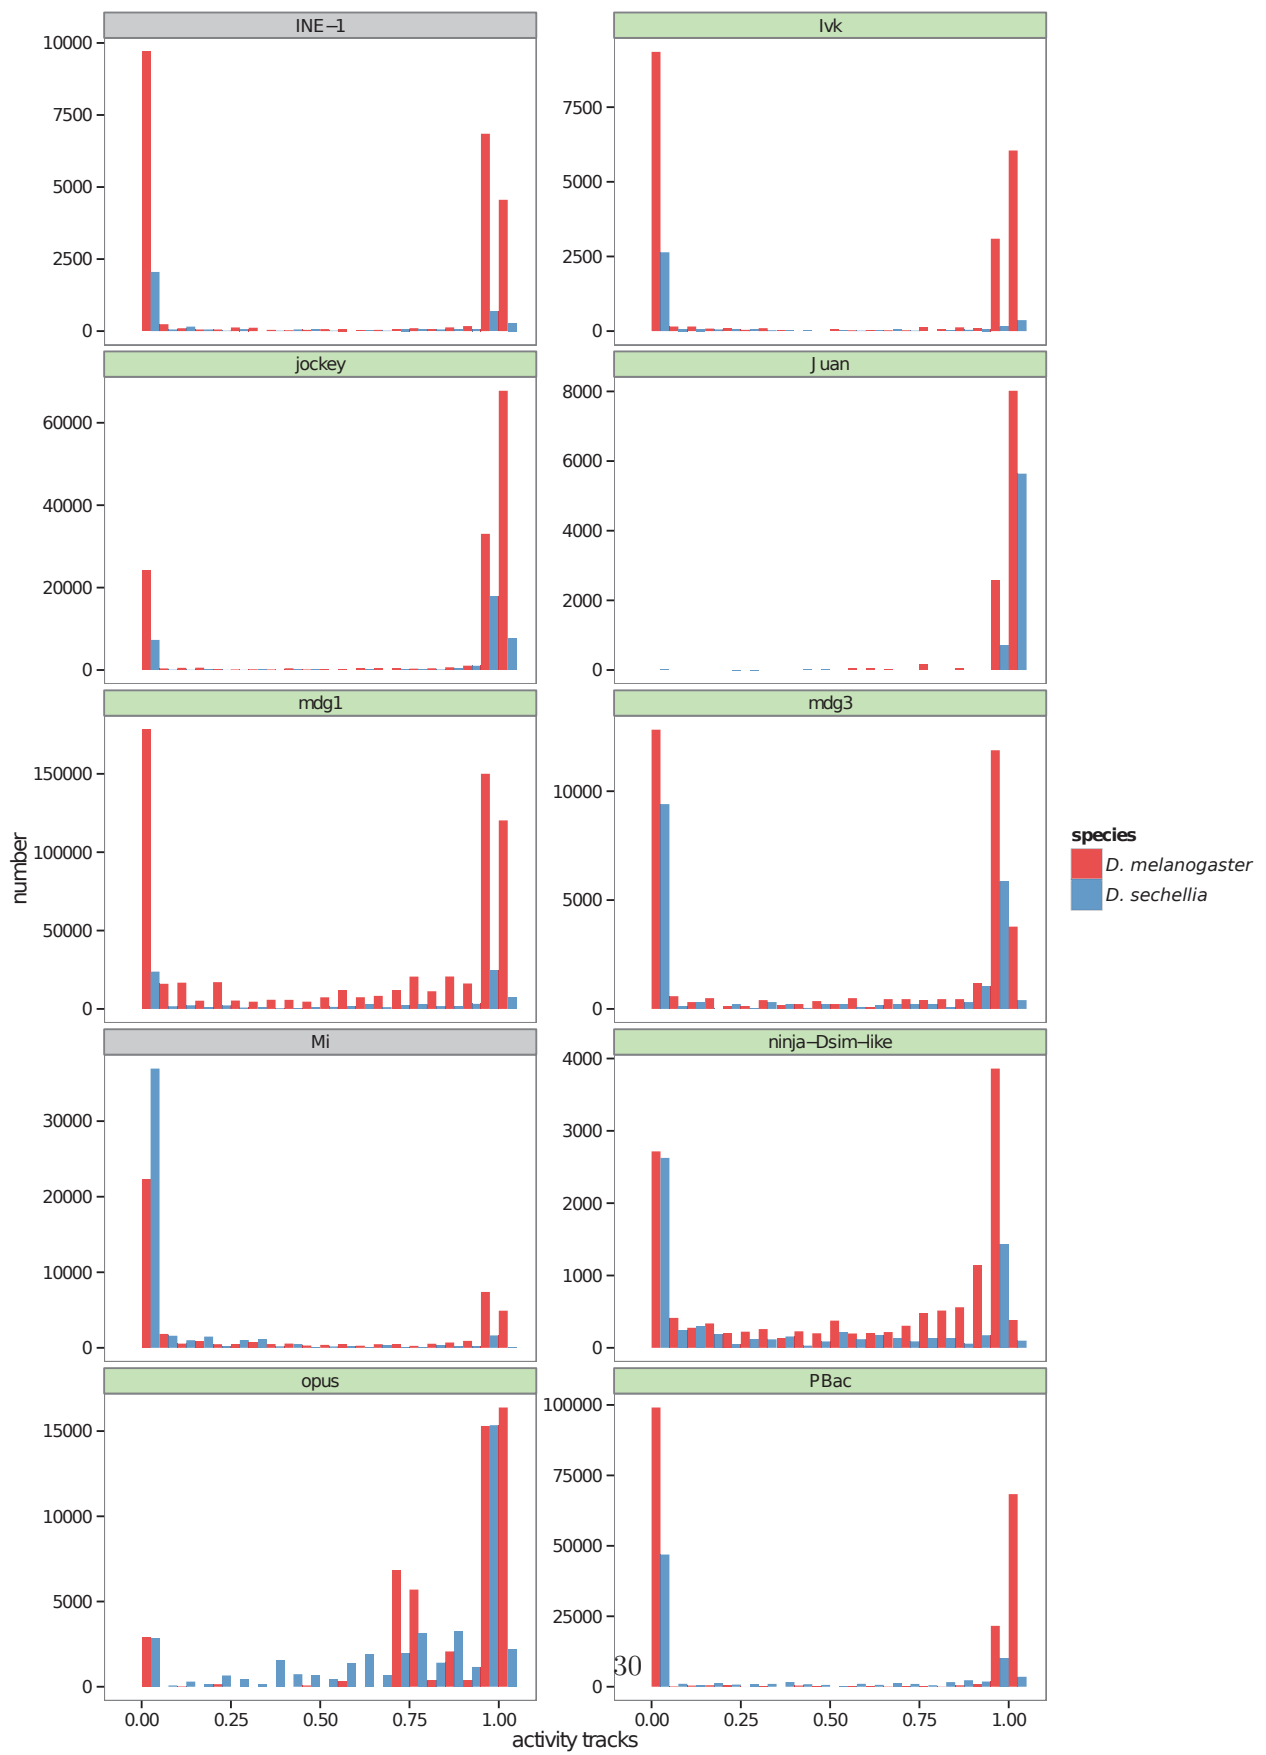 INE−1
Ivk
10000
7500
5000
2500
0
7500
5000
2500
0
jockey
Juan
60000
40000
20000
0
8000
6000
4000
2000
0
mdg1
mdg3
150000
100000
50000
0
10000
5000
0
number
species
D. melanogaster
D. sechellia
Mi
ninja−Dsim−like
30000
20000
10000
0
4000
3000
2000
1000
0
opus
PBac
15000
10000
5000
0
100000
75000
50000
25000
0
30
0.00 0.25 0.50 0.75 1.00
0.00 0.25 0.50 0.75 1.00
activity tracks